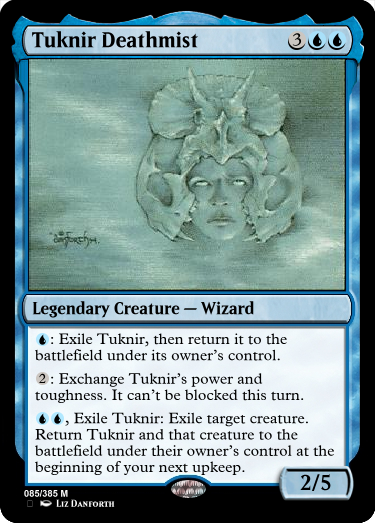 Tuknir Deathmist 3
DANFORTH
Legendary Creature — Wizard
: Exile Tuknir, then return it to the
battlefield under its owner's control.
2: Exchange Tuknir's power and
toughness. It can't be blocked this turn.
, Exile Tuknir: Exile target creature.
Return Tuknir and that creature to the
battlefield under their owner's control at the
beginning of your next upkeep.
2/5
085/385 M
Liz Danforth